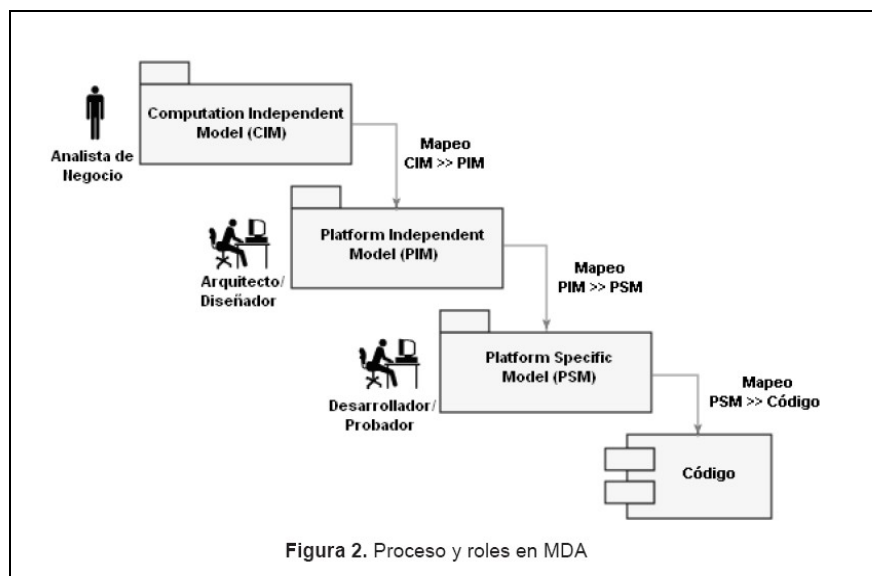 Computation Independent
Model (CIM)
Analista de
Negocio
Mapeo
CIM >> PIM
Platform Independent
Model (PIM)
Arquitecto/
Diseñador
Mapeo
PIM >> PSM
Platform Specific
Model (PSM)
Desarrollador/
Probador
Mapeo
PSM >> Código
Código
Figura 2. Proceso y roles en MDA